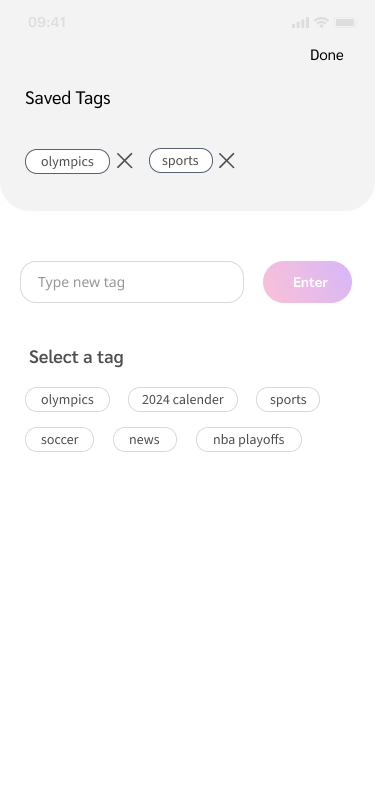 09:41
Done
Saved Tags
olympics sports
Type new tag Enter
Select a tag
olympics 2024 calender sports
soccer news nba playoffs